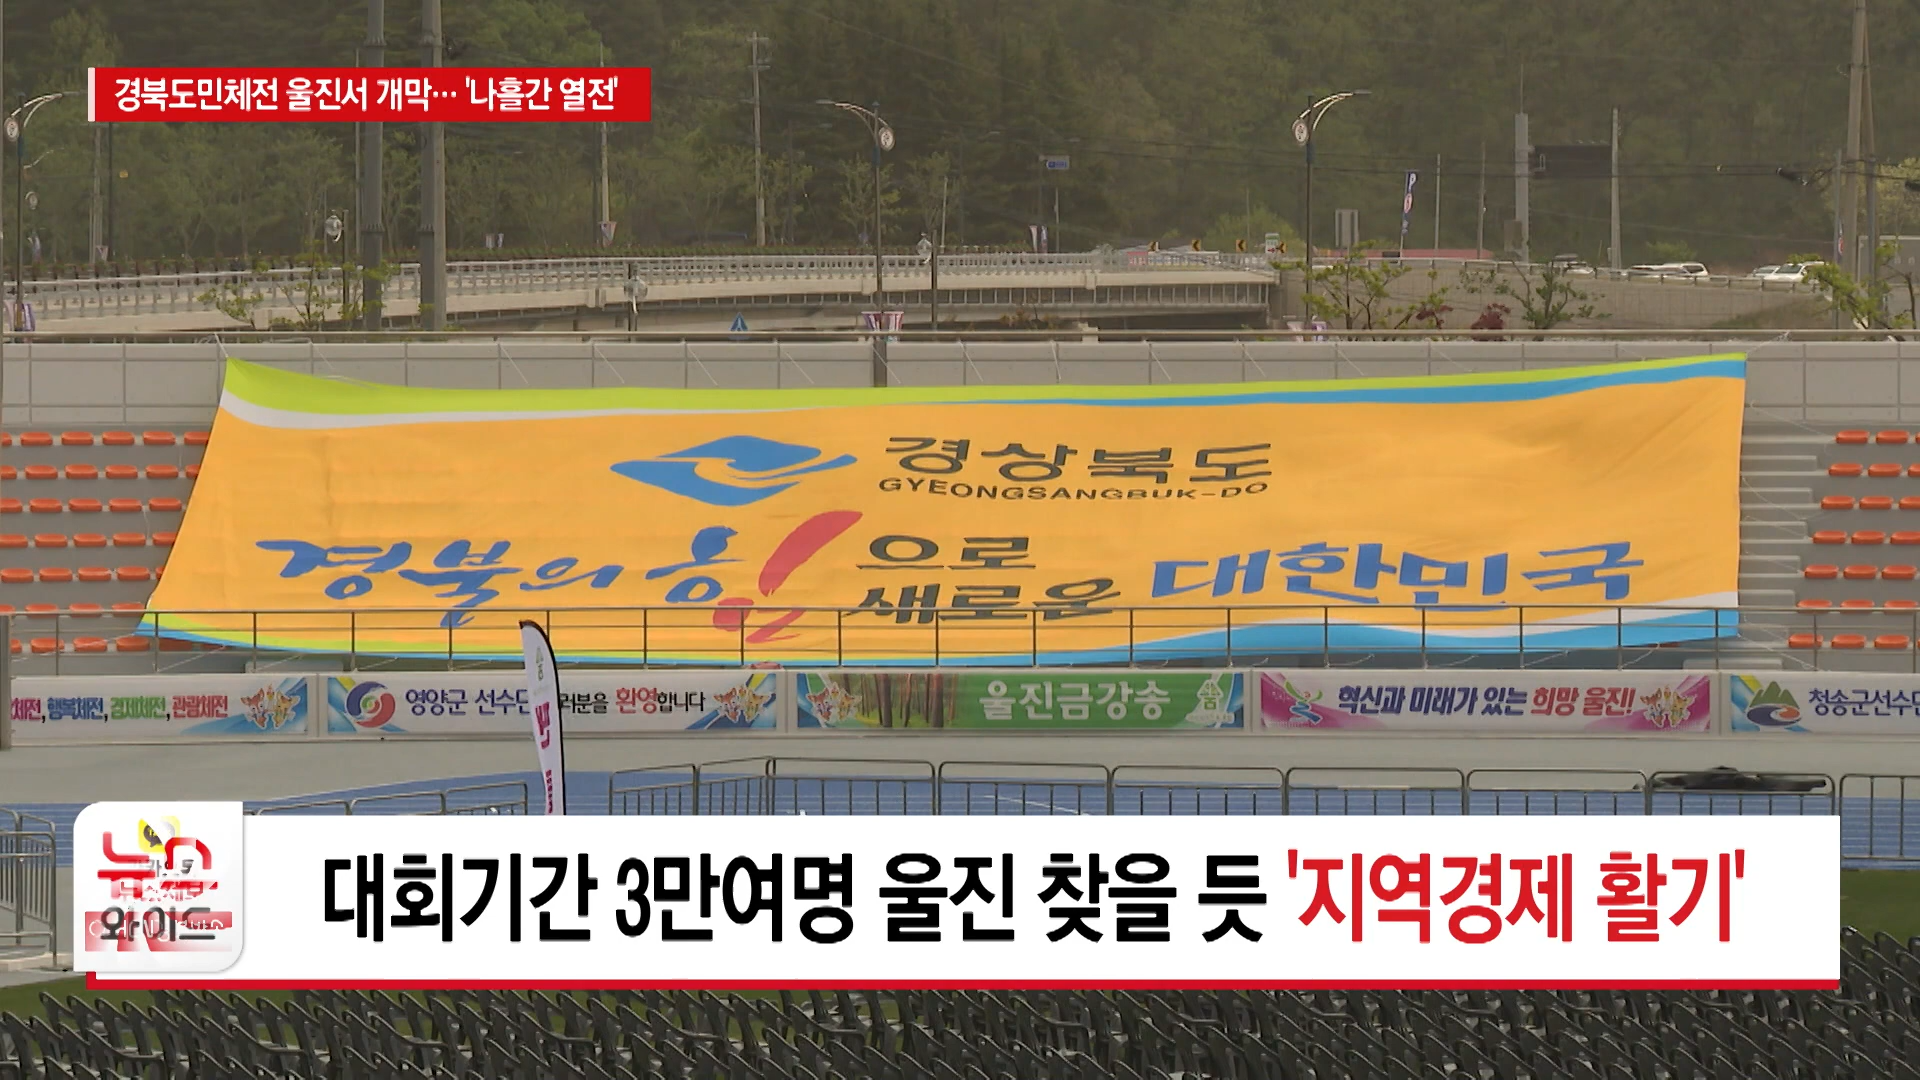 경북도민체전 울진서 개막… '나흘간 열전'
경상북도
GYEONGSANGBUK-DO
경북의 힘으로 새로운 대한민국
체전, 행복체전, 경제체전, 관광체전
영양군 선수단 러분을 환영합니다
울진금강송
혁신과 미래가 있는 희망 울진!
청송군선수단
뉴스
와이드
대회기간 3만여명 울진 찾을 듯 '지역경제 활기'